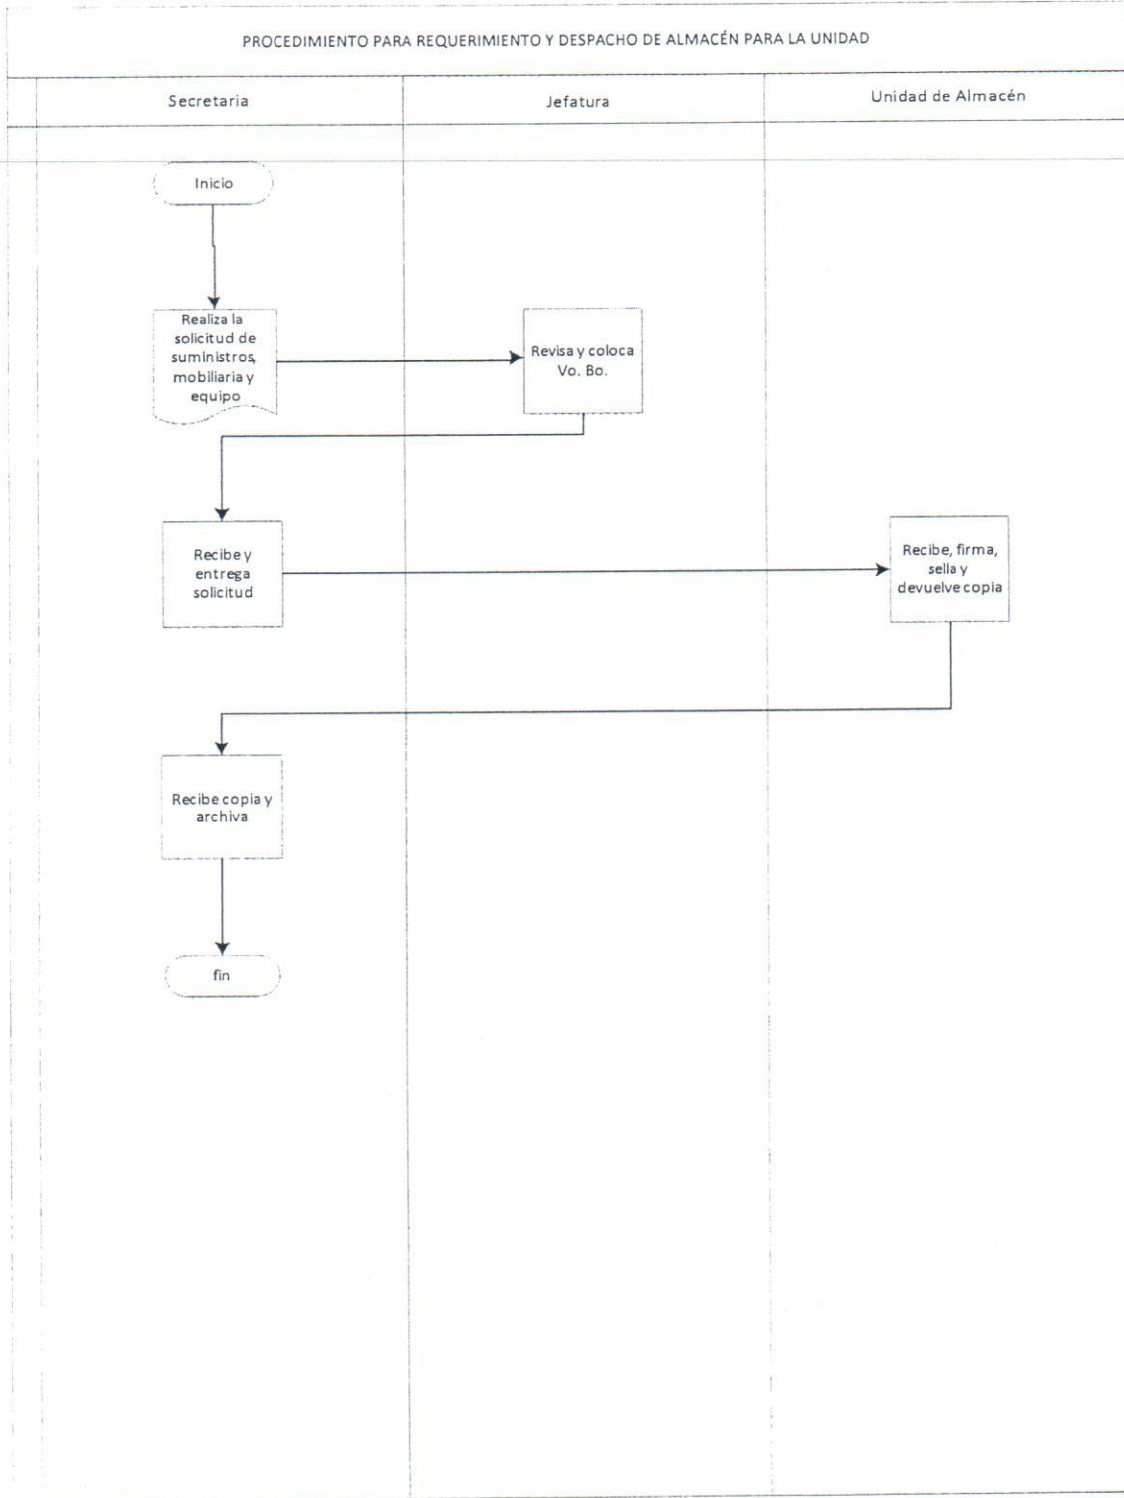 PROCEDIMIENTO PARA REQUERIMIENTO Y DESPACHO DE ALMACÉN PARA LA UNIDAD
Secretaria
Jefatura
Unidad de Almacén
Inicio
Realiza la
solicitud de
suministros,
mobiliaria y
equipo
Revisa y coloca
Vo. Bo.
Recibe y
entrega
solicitud
Recibe, firma,
sella y
devuelve copia
Recibe copia y
archiva
fin